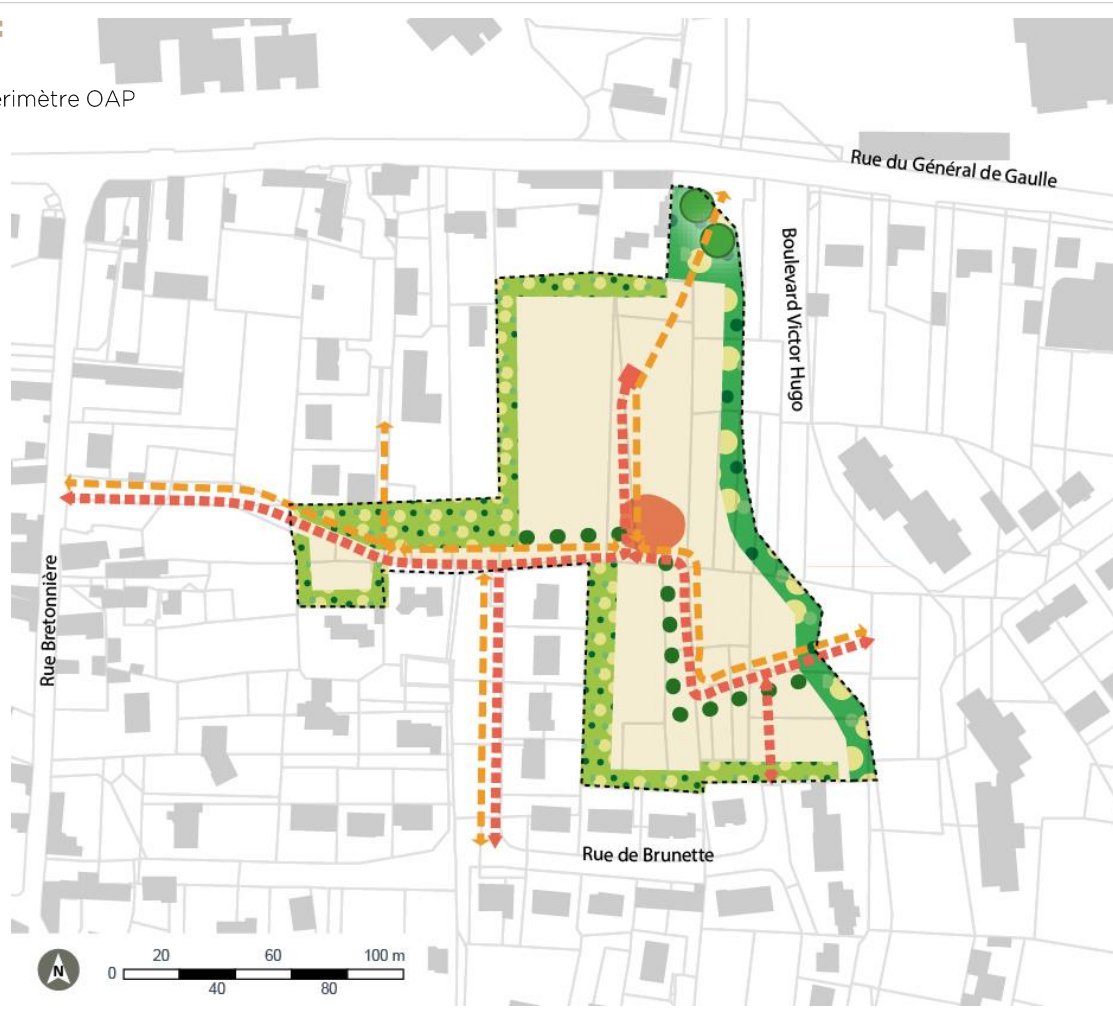 :
érimètre OAP
Rue du Général de Gaulle
Boulevard Victor Hugo
Rue Bretonnière
Rue de Brunette
N
0 20 40 60 80 100 m